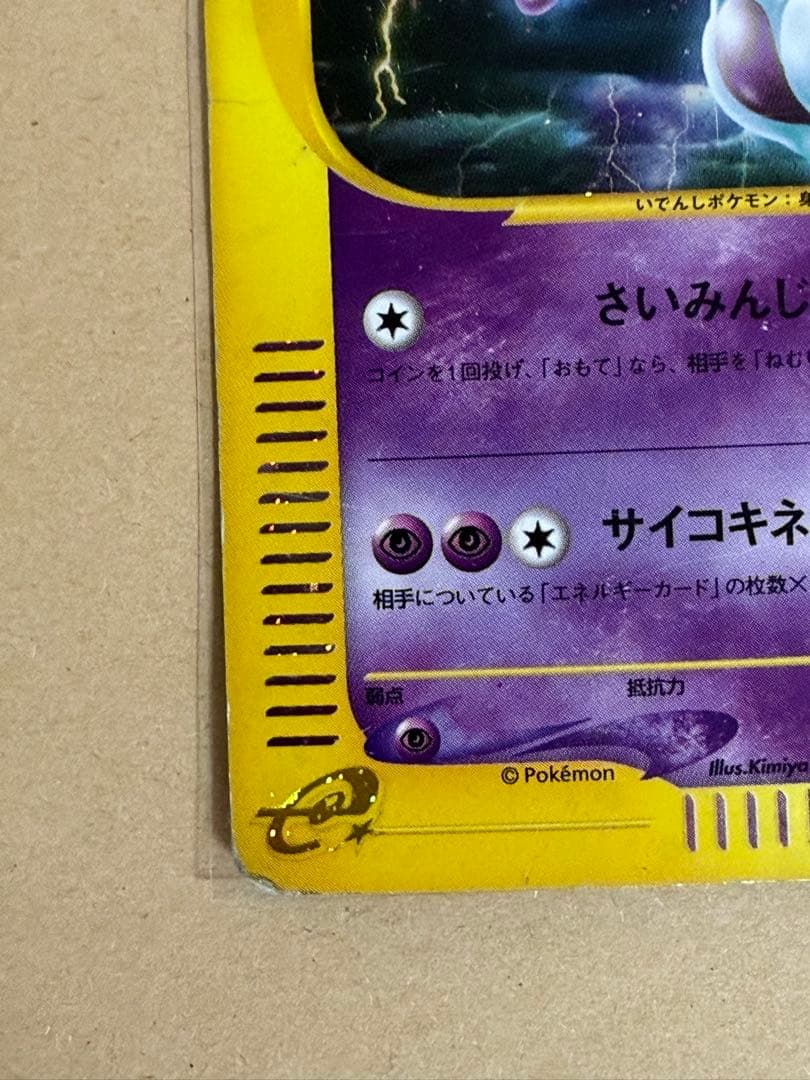 いでんしポケモン：身
さいみんじ
コインを1回投げ、「おもて」なら、相手を「ねむり
サイコキネ
相手についている「エネルギーカード」の枚数×
弱点
抵抗力
© Pokémon
Illus.Kimiya
e